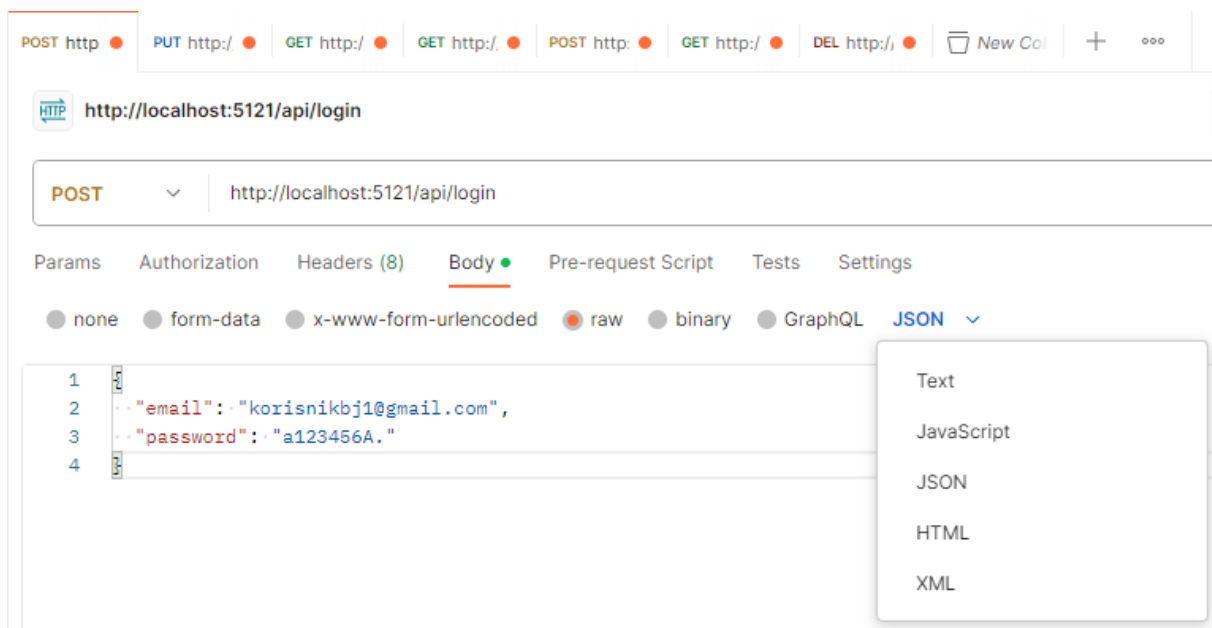 POST http PUT http:/ GET http:/ GET http:/ POST http: GET http:/ DEL http:/ New Col + ooo
HTTP http://localhost:5121/api/login
POST http://localhost:5121/api/login
Params Authorization Headers (8) Body Pre-request Script Tests Settings
none form-data x-www-form-urlencoded raw binary GraphQL JSON
1 {
2 "email": "korisnikbj1@gmail.com",
3 "password": "a123456A."
4 }
Text
JavaScript
JSON
HTML
XML